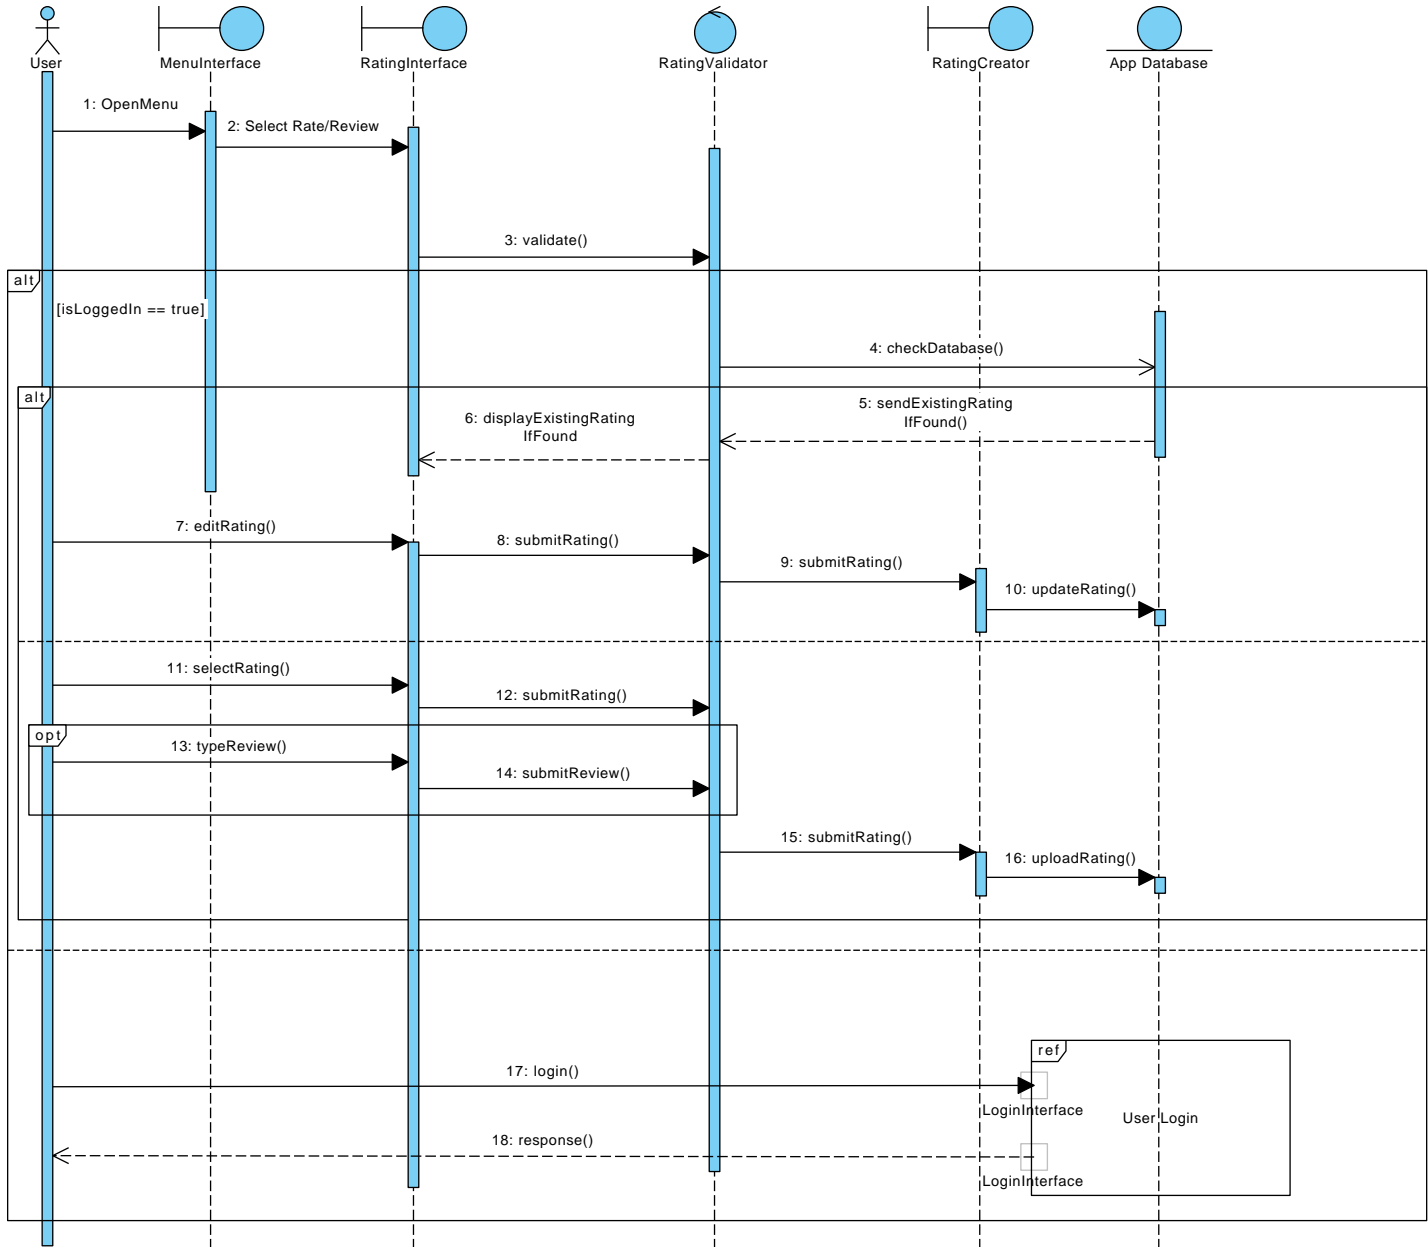 User
MenuInterface
RatingInterface
RatingValidator
RatingCreator
App Database
1: OpenMenu
2: Select Rate/Review
3: validate()
alt
[isLoggedIn == true]
4: checkDatabase()
alt
5: sendExistingRating
IfFound()
6: displayExistingRating
IfFound
7: editRating()
8: submitRating()
9: submitRating()
10: updateRating()
11: selectRating()
12: submitRating()
opt
13: typeReview()
14: submitReview()
15: submitRating()
16: uploadRating()
ref
17: login()
LoginInterface
User Login
18: response()
LoginInterface